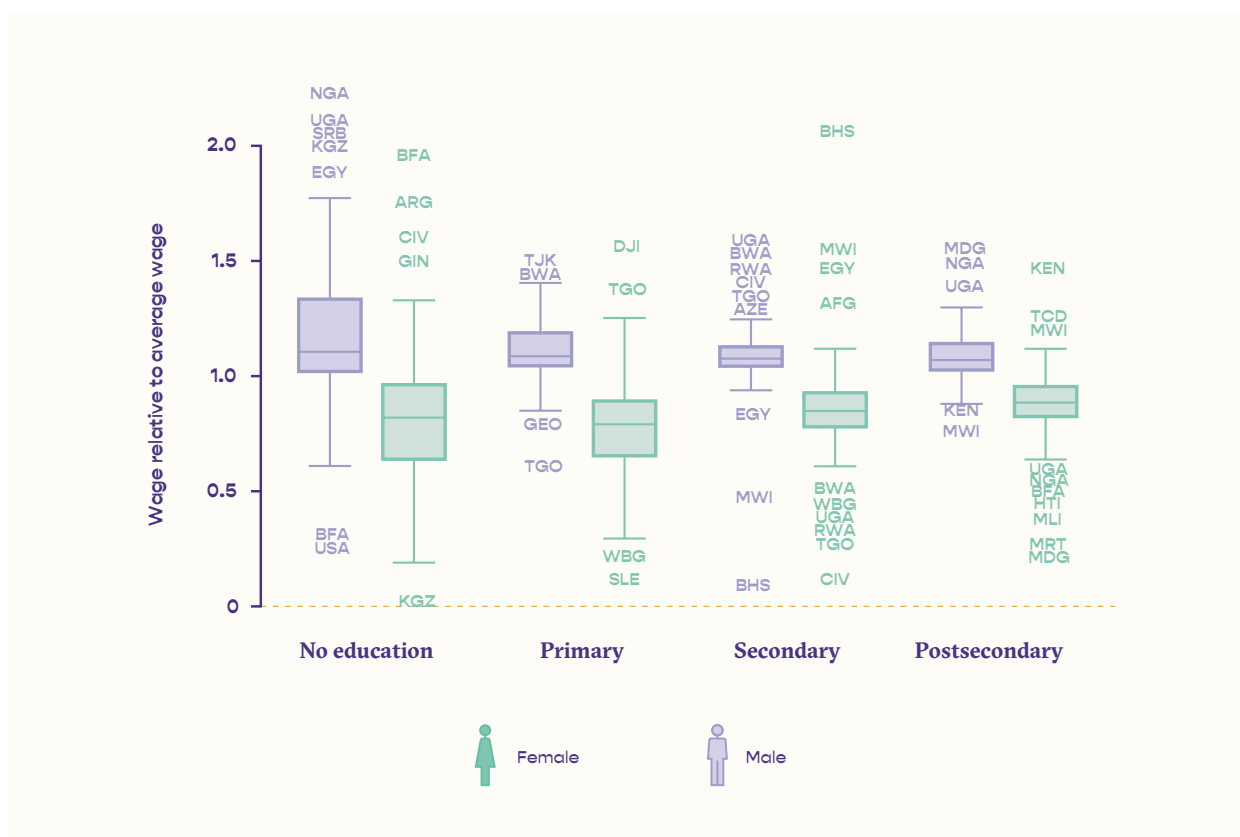 Wage relative to average wage
2.0
1.5
1.0
0.5
0
NGA
UGA
SRB
KGZ
EGY
BFA
USA
BFA
ARG
CIV
GIN
KGZ
TJK
BWA
GEO
TGO
DJI
TGO
WBG
SLE
UGA
BWA
RWA
CIV
TGO
AZE
EGY
MWI
BHS
BHS
MWI
EGY
AFG
BWA
WBG
UGA
RWA
TGO
CIV
MDG
NGA
UGA
KEN
MWI
KEN
TCD
MWI
UGA
NGA
BFA
HTI
MLI
MRT
MDG
No education Primary Secondary Postsecondary
Female Male